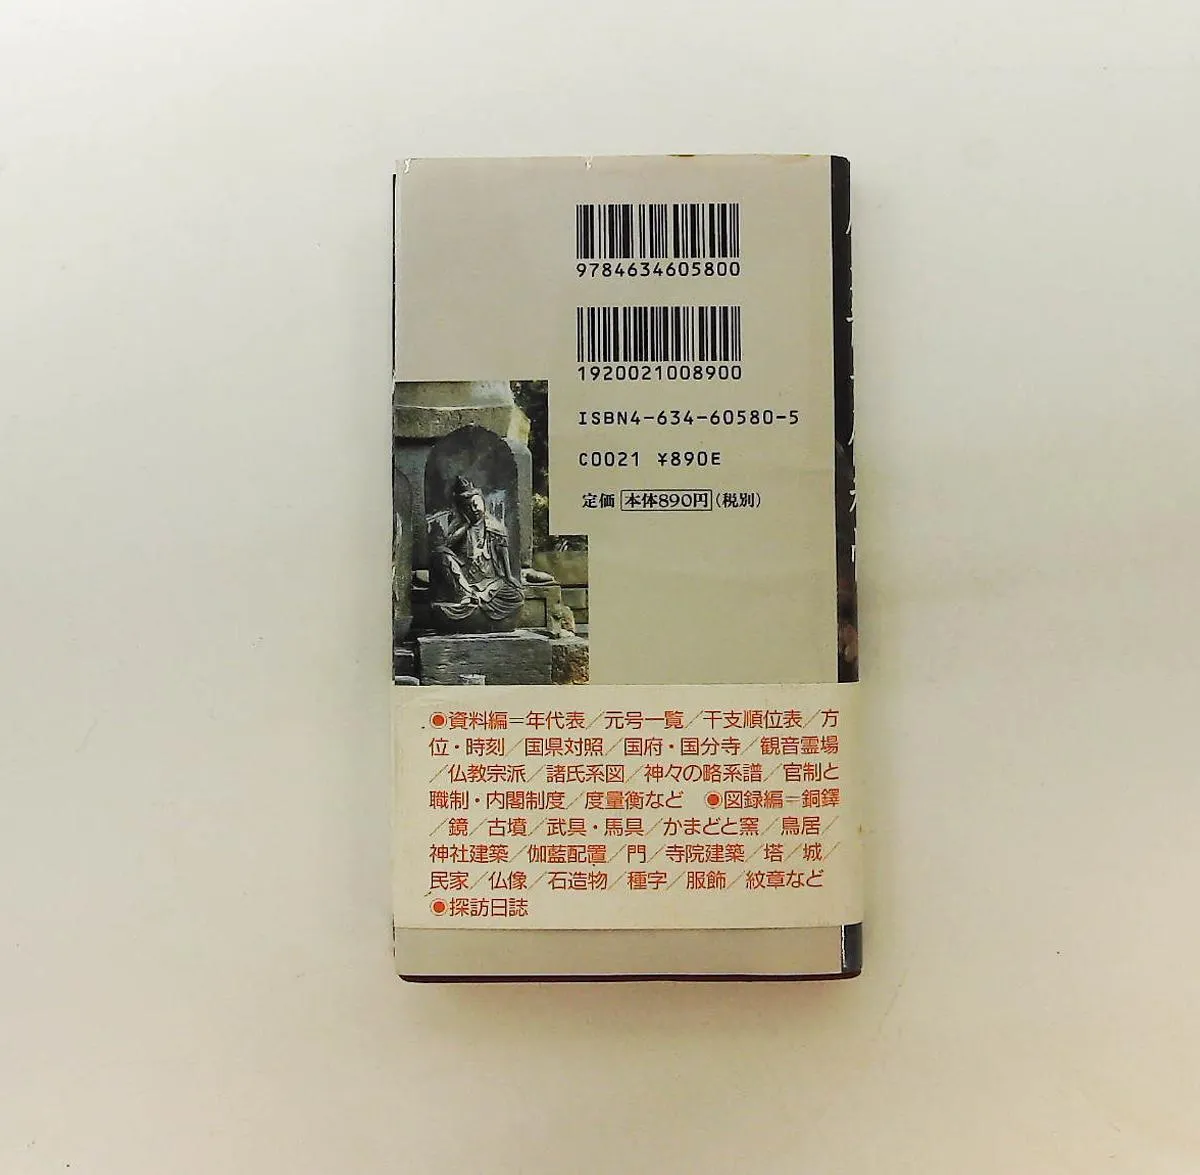 9784634605800
1920021008900
ISBN4-634-60580-5
C0021 ¥890E
定価 本体890円(税別)
◉資料編=年代表/元号一覧/干支順位表/方
位・時刻/国県対照/国府・国分寺/観音霊場
/仏教宗派/諸氏系図/神々の略系譜/官制と
職制・内閣制度/度量衡など ◉図録編=銅鐸
/鏡/古墳/武具・馬具/かまどと窯/鳥居/
神社建築/伽藍配置/門/寺院建築/塔/城/
民家/仏像/石造物/種字/服飾/紋章など
◉探訪日誌